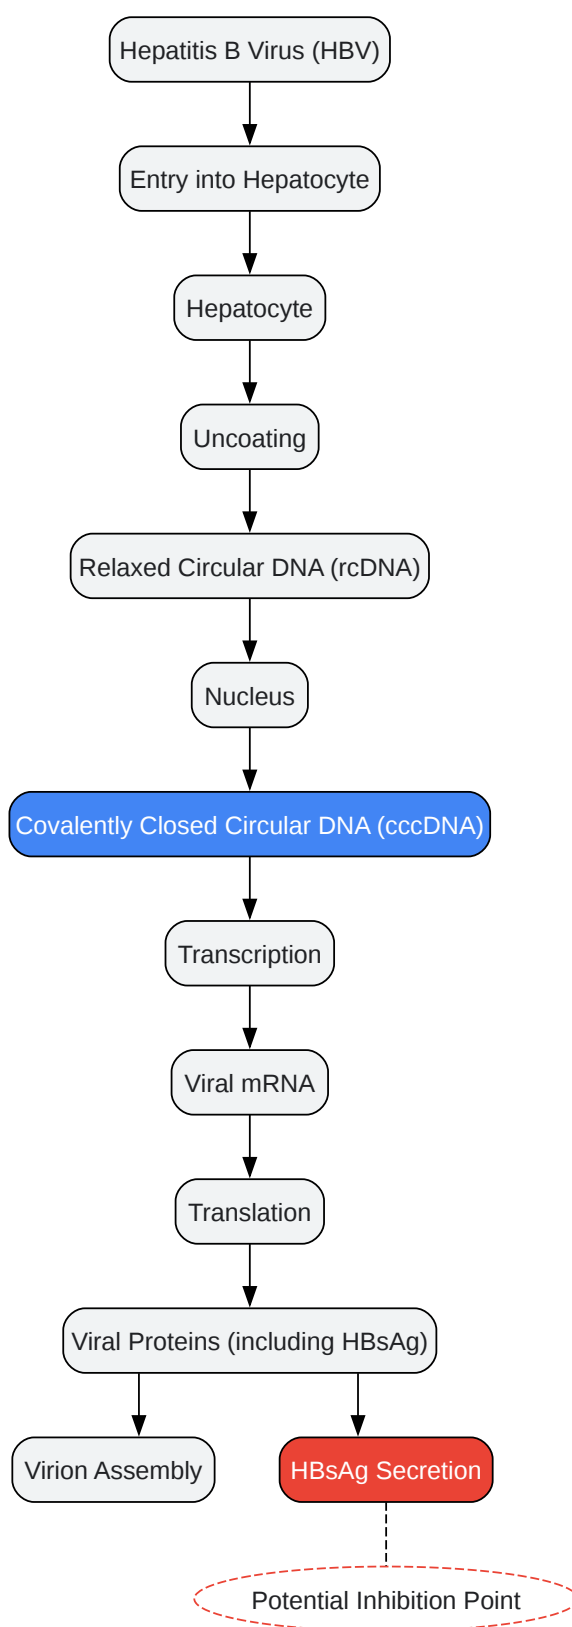 Hepatitis B Virus (HBV)
Entry into Hepatocyte
Hepatocyte
Uncoating
Relaxed Circular DNA (rcDNA)
Nucleus
Covalently Closed Circular DNA (cccDNA)
Transcription
Viral mRNA
Translation
Viral Proteins (including HBsAg)
Virion Assembly
HBsAg Secretion
Potential Inhibition Point